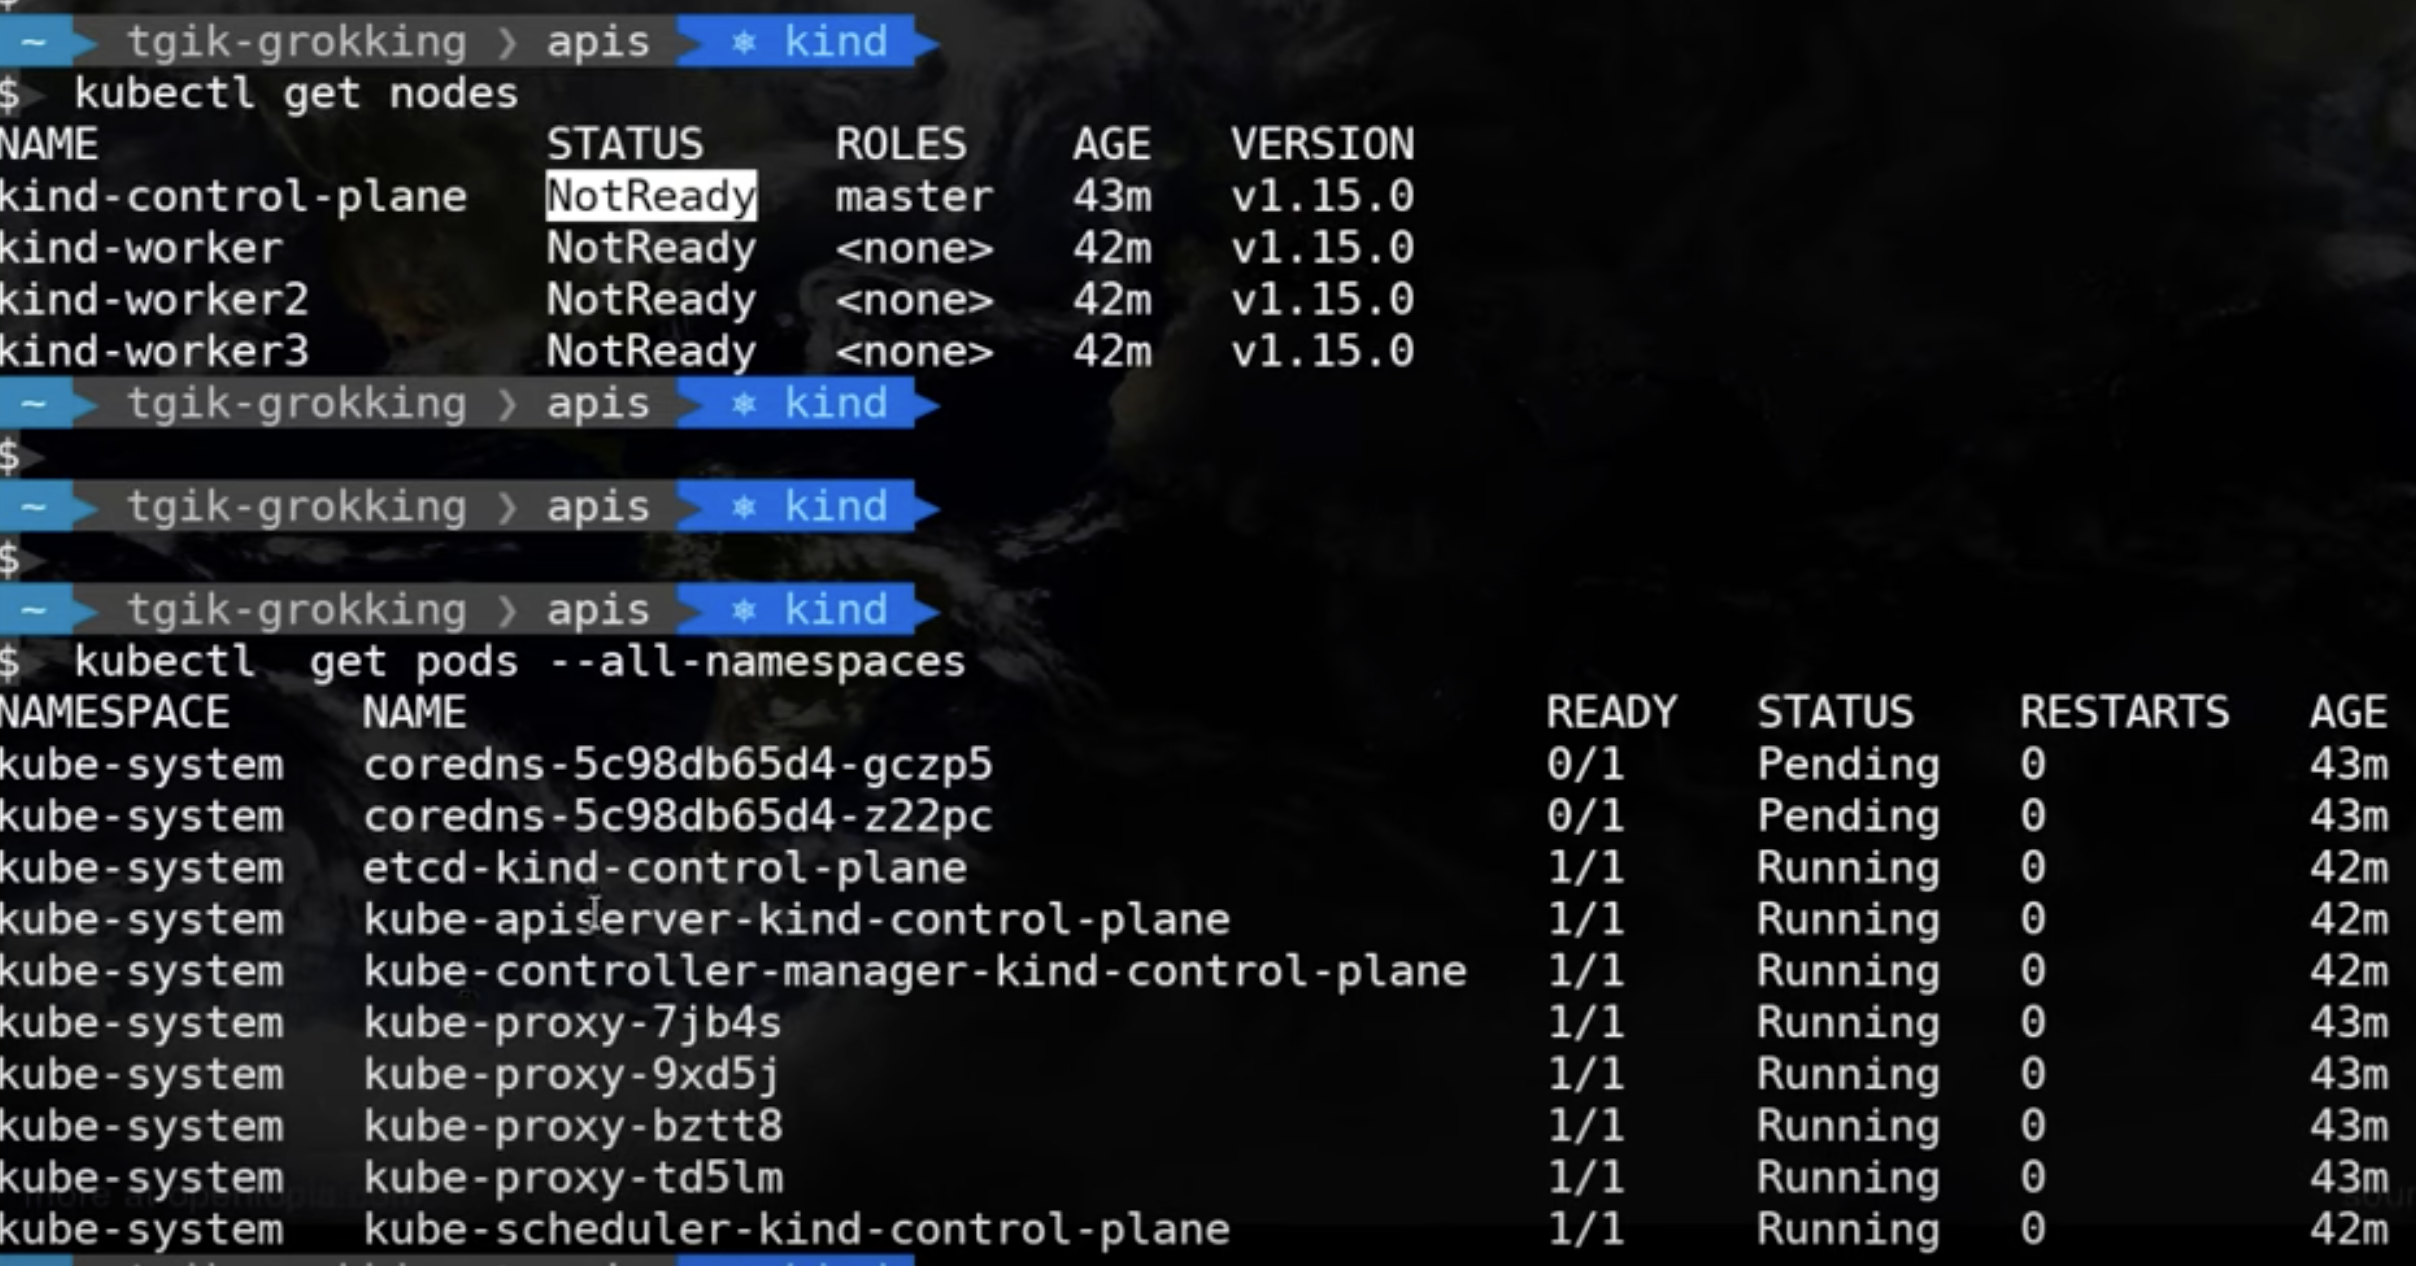 ~ tgik-grokking ❯ apis ⎈ kind
$ kubectl get nodes
NAME STATUS ROLES AGE VERSION
kind-control-plane NotReady master 43m v1.15.0
kind-worker NotReady <none> 42m v1.15.0
kind-worker2 NotReady <none> 42m v1.15.0
kind-worker3 NotReady <none> 42m v1.15.0
~ tgik-grokking ❯ apis ⎈ kind
$
~ tgik-grokking ❯ apis ⎈ kind
$
~ tgik-grokking ❯ apis ⎈ kind
$ kubectl  get pods --all-namespaces
NAMESPACE NAME READY STATUS RESTARTS AGE
kube-system coredns-5c98db65d4-gczp5 0/1 Pending 0 43m
kube-system coredns-5c98db65d4-z22pc 0/1 Pending 0 43m
kube-system etcd-kind-control-plane 1/1 Running 0 42m
kube-system kube-apiserver-kind-control-plane 1/1 Running 0 42m
kube-system kube-controller-manager-kind-control-plane 1/1 Running 0 42m
kube-system kube-proxy-7jb4s 1/1 Running 0 43m
kube-system kube-proxy-9xd5j 1/1 Running 0 43m
kube-system kube-proxy-bztt8 1/1 Running 0 43m
kube-system kube-proxy-td5lm 1/1 Running 0 43m
kube-system kube-scheduler-kind-control-plane 1/1 Running 0 42m